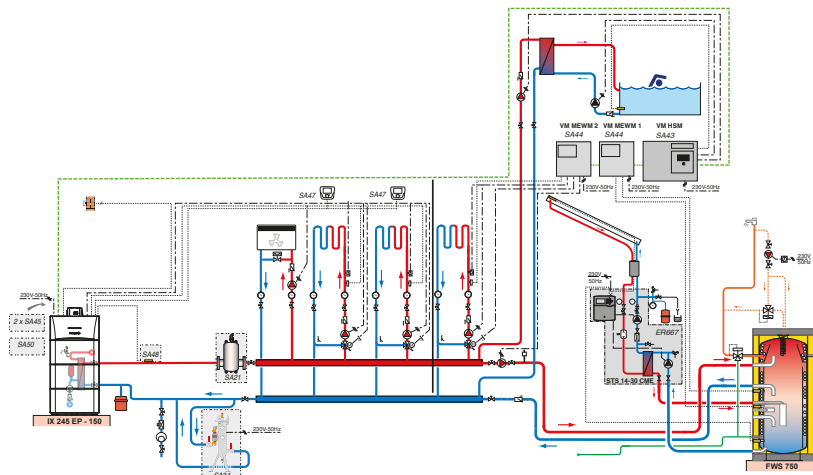 VM MEWM 2
VM MEWM 1
VM HSM
SA44
SA44
SA43
230V-50Hz
230V-50Hz
230V-50Hz
SA47
SA47
230V-50Hz
2 x SA45
SA50
SA48
SA21
IX 245 EP - 150
230V-50Hz
230V
50Hz
230V
50Hz
ER667
STS 14-30 CME
FWS 750